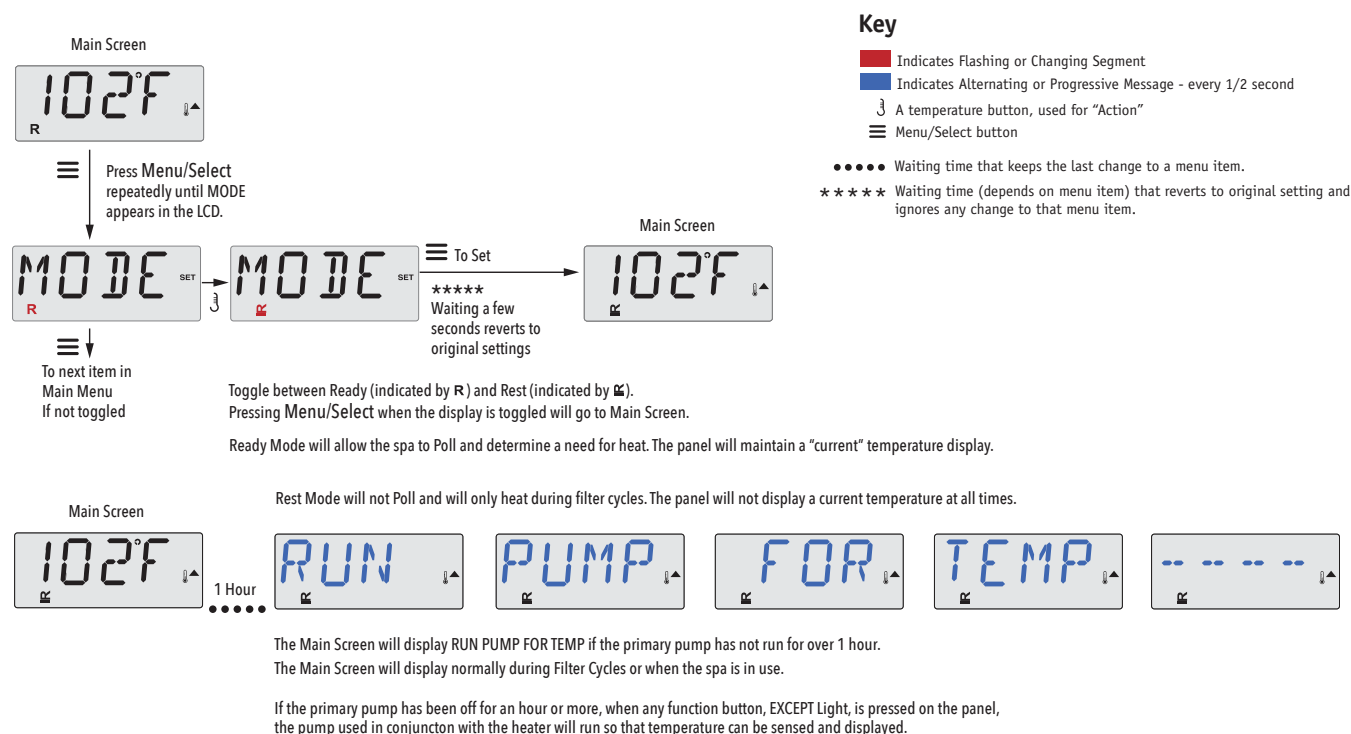 Key
Main Screen
Indicates Flashing or Changing Segment
Indicates Alternating or Progressive Message - every 1/2 second
A temperature button, used for “Action”
Menu/Select button
Waiting time that keeps the last change to a menu item.
***** Waiting time (depends on menu item) that reverts to original setting and
ignores any change to that menu item.
102°F
R
Press Menu/Select
repeatedly until MODE
appears in the LCD.
MODE SET
R
MODE SET
R
To Set
*****
Waiting a few
seconds reverts to
original settings
Main Screen
102°F
R
To next item in
Main Menu
If not toggled
Toggle between Ready (indicated by R ) and Rest (indicated by R).
Pressing Menu/Select when the display is toggled will go to Main Screen.
Ready Mode will allow the spa to Poll and determine a need for heat. The panel will maintain a “current” temperature display.
Rest Mode will not Poll and will only heat during filter cycles. The panel will not display a current temperature at all times.
Main Screen
102°F
R
1 Hour
RUN
R
PUMP
R
FOR
R
TEMP
R
-- -- -- --
R
The Main Screen will display RUN PUMP FOR TEMP if the primary pump has not run for over 1 hour.
The Main Screen will display normally during Filter Cycles or when the spa is in use.
If the primary pump has been off for an hour or more, when any function button, EXCEPT Light, is pressed on the panel,
the pump used in conjuncton with the heater will run so that temperature can be sensed and displayed.